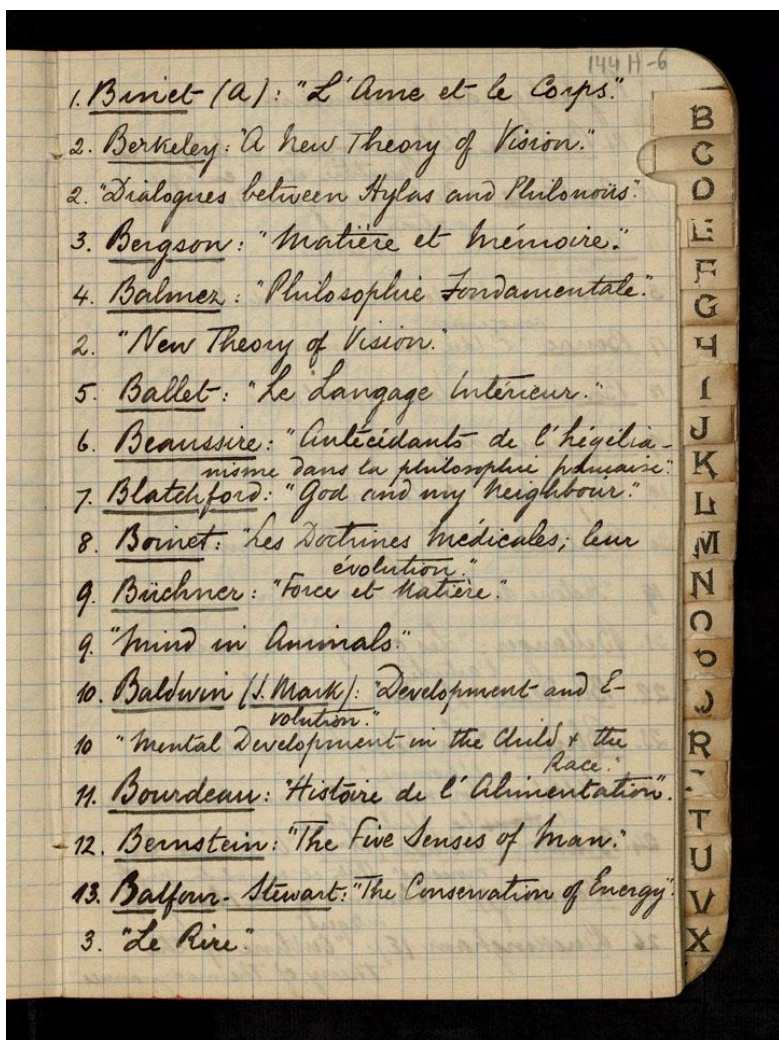 144 H-6
1. Binet (A): "L'Ame et le Corps."
2. Berkeley: "A New Theory of Vision."
2. "Dialogues between Hylas and Philonoüs".
3. Bergson: "Matière et Mémoire."
4. Balmez: "Philosophie Fondamentale".
2. "New Theory of Vision."
5. Ballet: "Le Langage Intérieur."
6. Beaussire: "Antécédants de l'hégélia-
nisme dans la philosophie française".
7. Blatchford: "God and my Neighbour."
8. Boinet: "Les Doctrines Médicales; leur
évolution."
9. Büchner: "Force et Matière."
9. "Mind in Animals."
10. Baldwin (J. Mark): "Development and E-
volution."
10 "Mental Development in the Child & the
Race."
11. Bourdeau: "Histoire de l'Alimentation".
12. Bernstein: "The Five Senses of Man."
13. Balfour-Stewart: "The Conservation of Energy".
3. "Le Rire".
B
C
D
E
F
G
H
I
J
K
L
M
N
O
P
Q
R
T
U
V
X